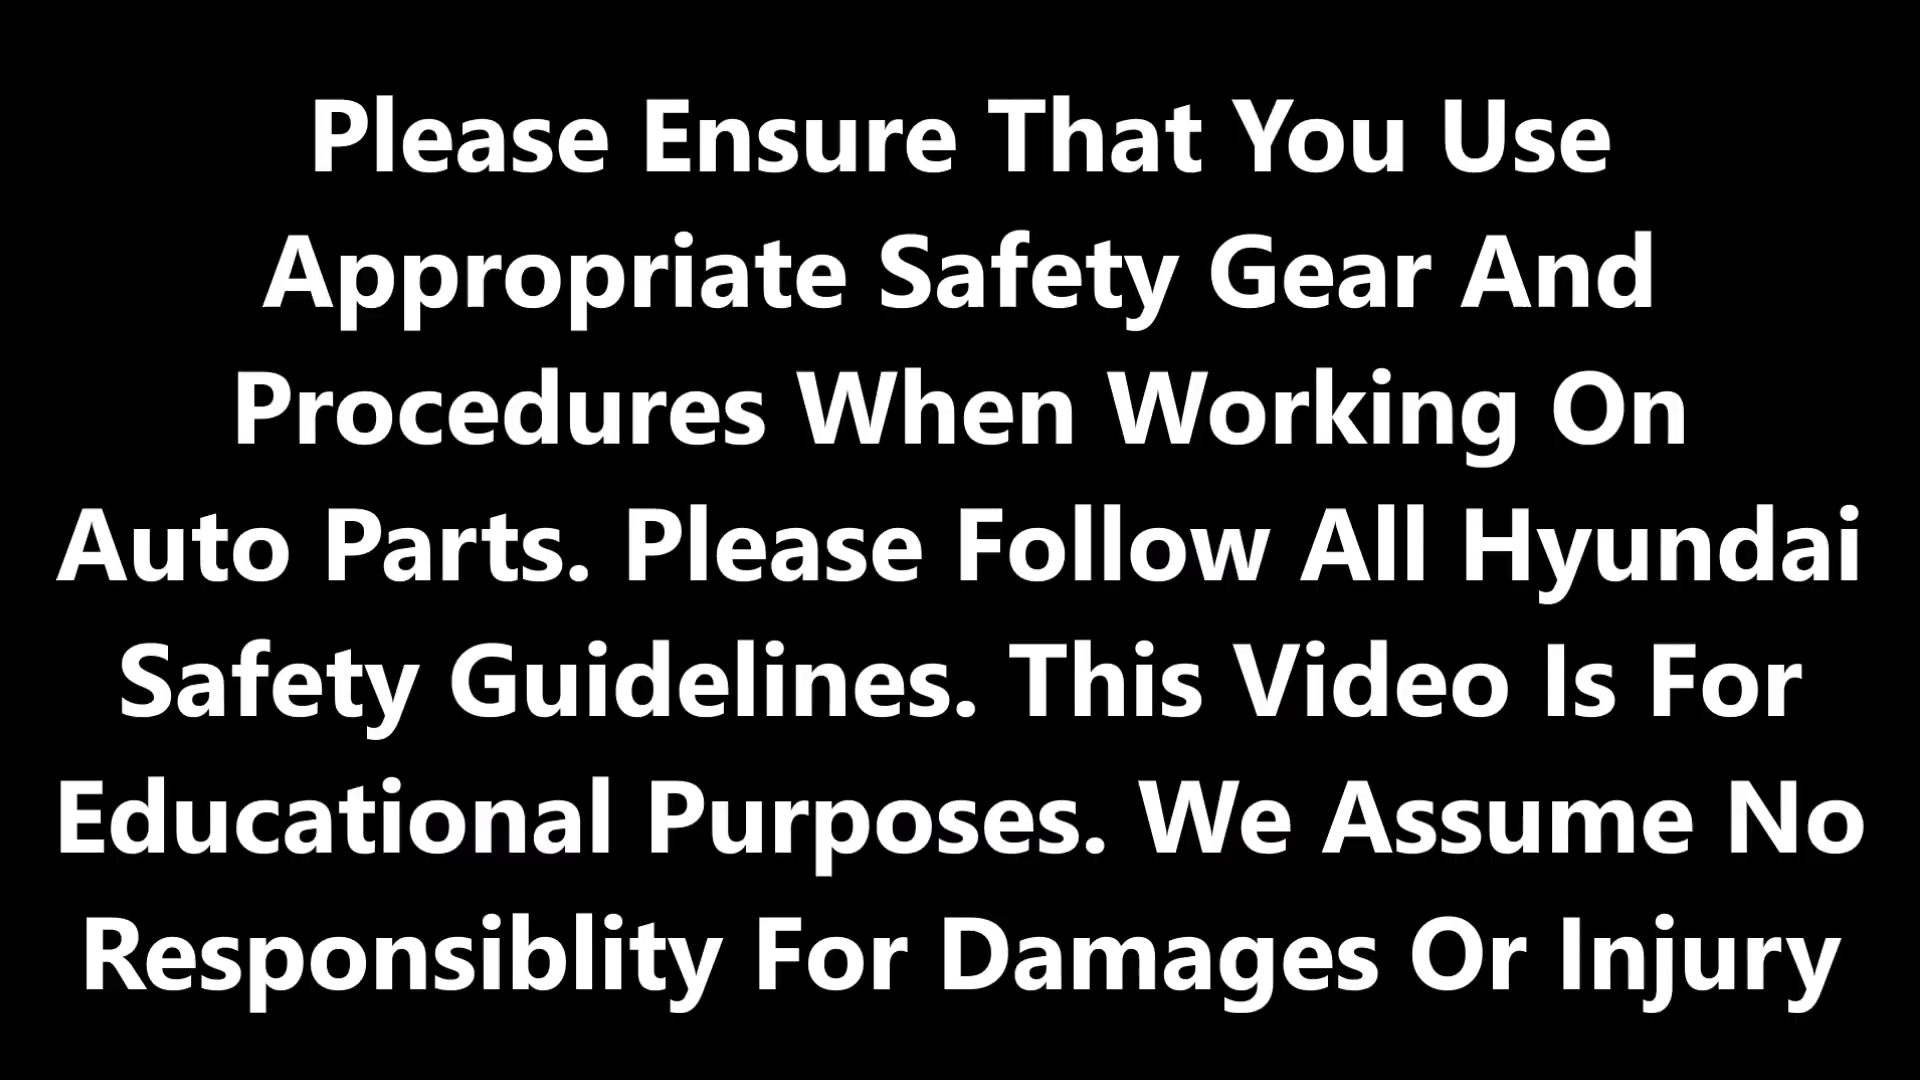 Please Ensure That You Use
Appropriate Safety Gear And
Procedures When Working On
Auto Parts. Please Follow All Hyundai
Safety Guidelines. This Video Is For
Educational Purposes. We Assume No
Responsiblity For Damages Or Injury